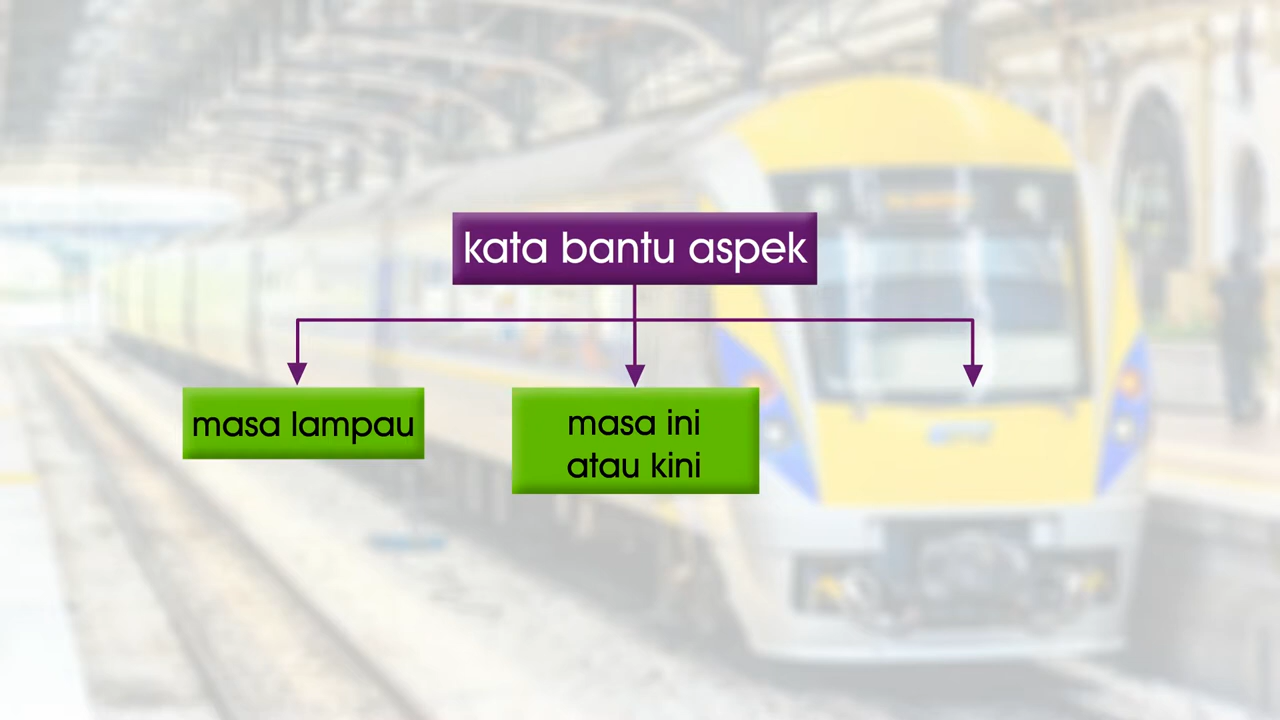 kata bantu aspek
masa lampau
masa ini
atau kini